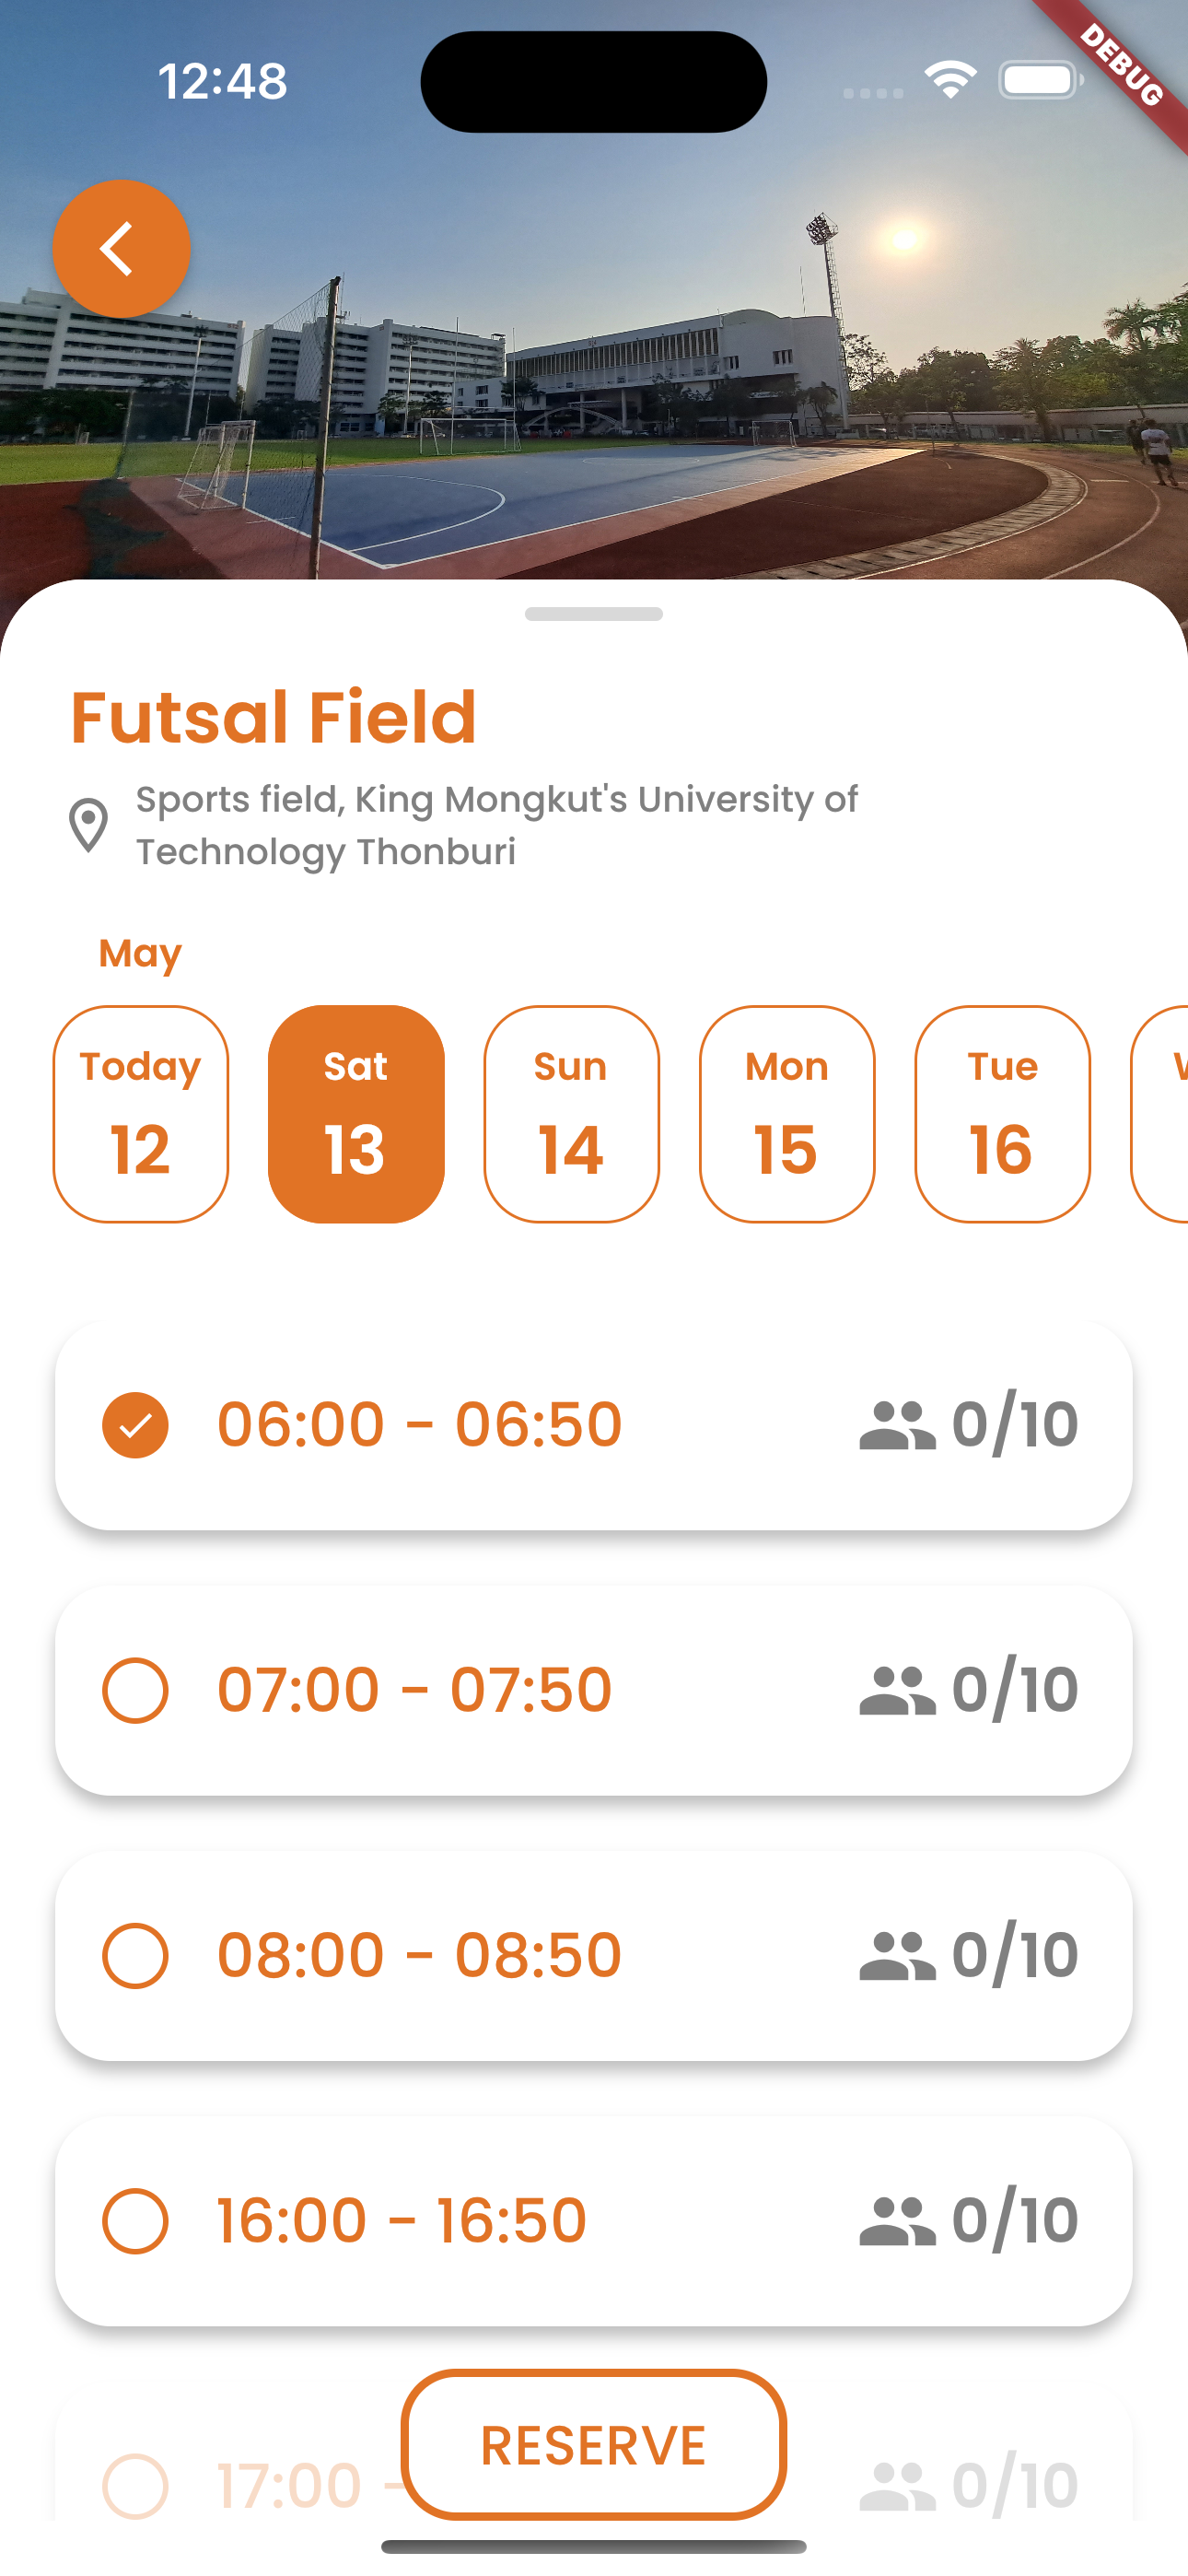 12:48
DEBUG
Futsal Field
Sports field, King Mongkut's University of
Technology Thonburi
May
Today Sat Sun Mon Tue
12 13 14 15 16
06:00 - 06:50 0/10
07:00 - 07:50 0/10
08:00 - 08:50 0/10
16:00 - 16:50 0/10
17:00 - 0/10
RESERVE